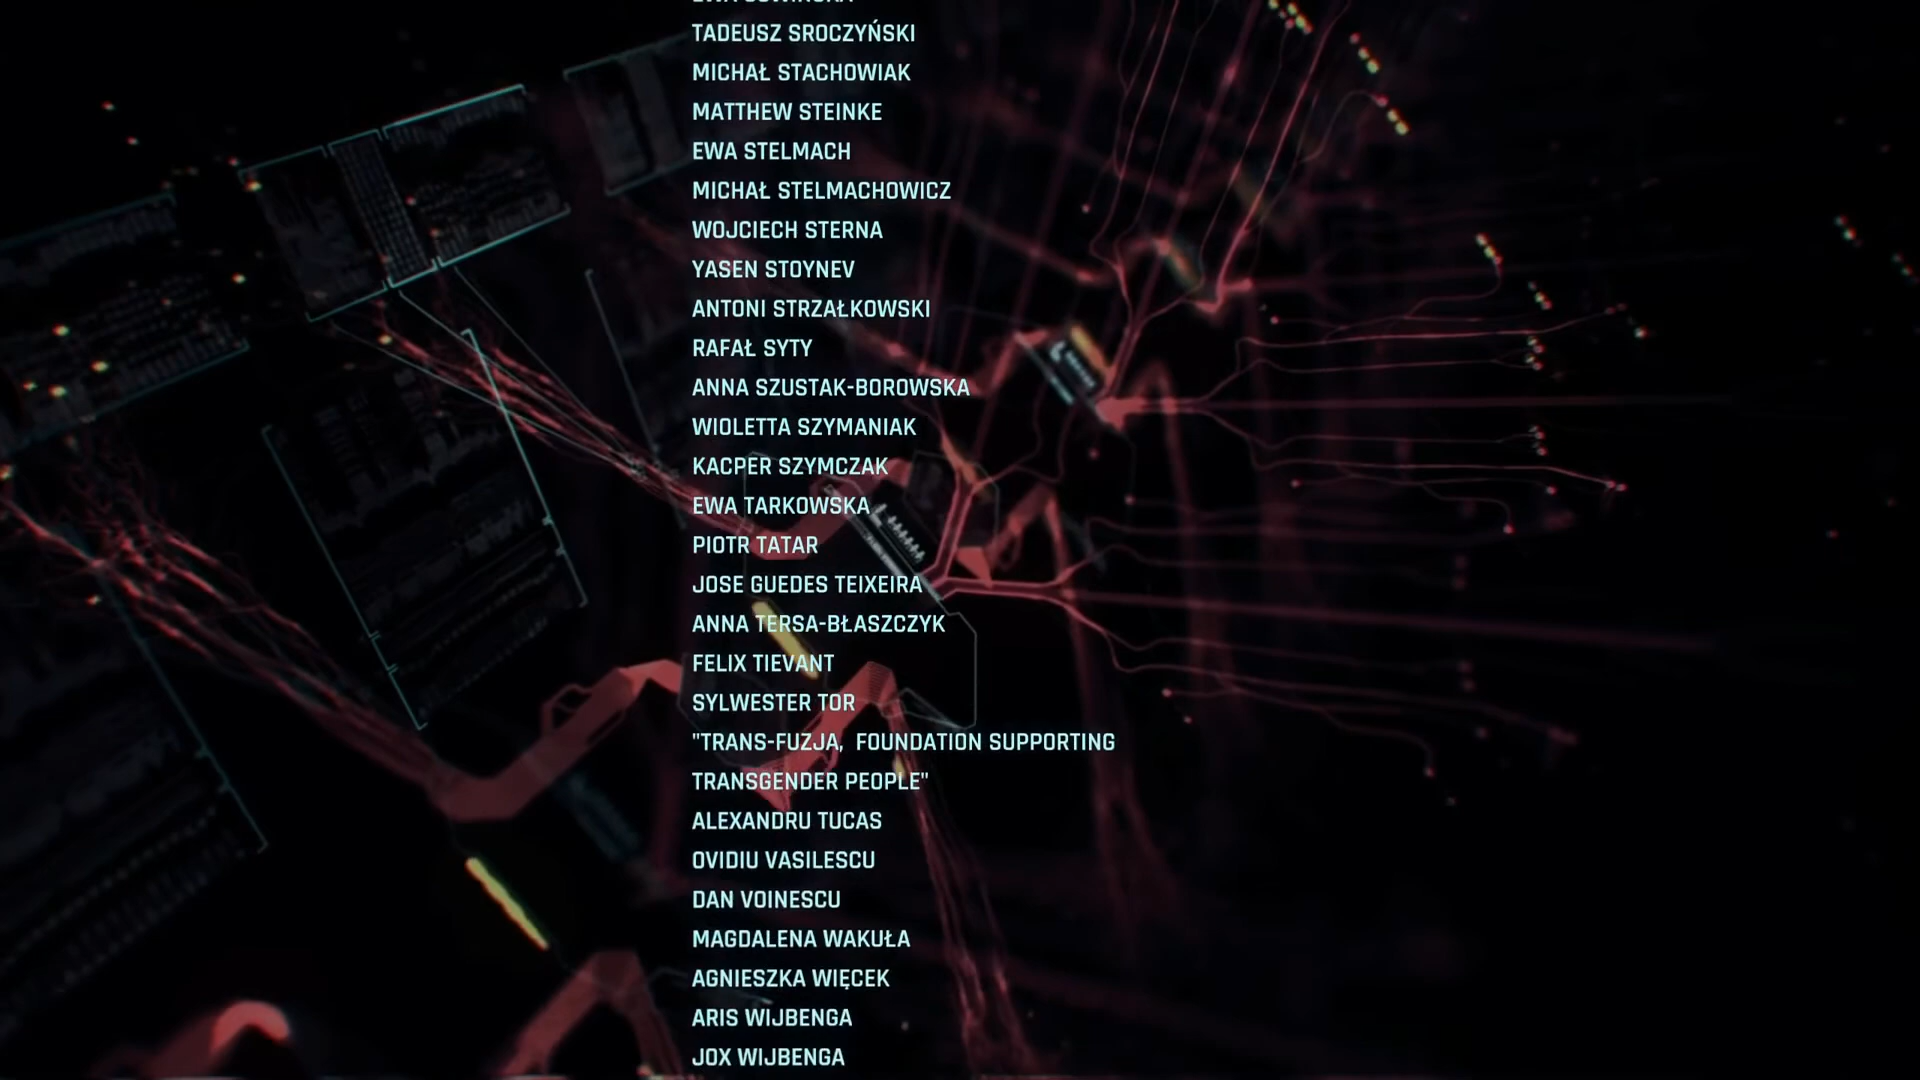 TADEUSZ SROCZYŃSKI
MICHAŁ STACHOWIAK
MATTHEW STEINKE
EWA STELMACH
MICHAŁ STELMACHOWICZ
WOJCIECH STERNA
YASEN STOYNEV
ANTONI STRZAŁKOWSKI
RAFAŁ SYTY
ANNA SZUSTAK-BOROWSKA
WIOLETTA SZYMANIAK
KACPER SZYMCZAK
EWA TARKOWSKA
PIOTR TATAR
JOSE GUEDES TEIXEIRA
ANNA TERSA-BŁASZCZYK
FELIX TIEVANT
SYLWESTER TOR
"TRANS-FUZJA,  FOUNDATION SUPPORTING
TRANSGENDER PEOPLE"
ALEXANDRU TUCAS
OVIDIU VASILESCU
DAN VOINESCU
MAGDALENA WAKUŁA
AGNIESZKA WIĘCEK
ARIS WIJBENGA
JOX WIJBENGA